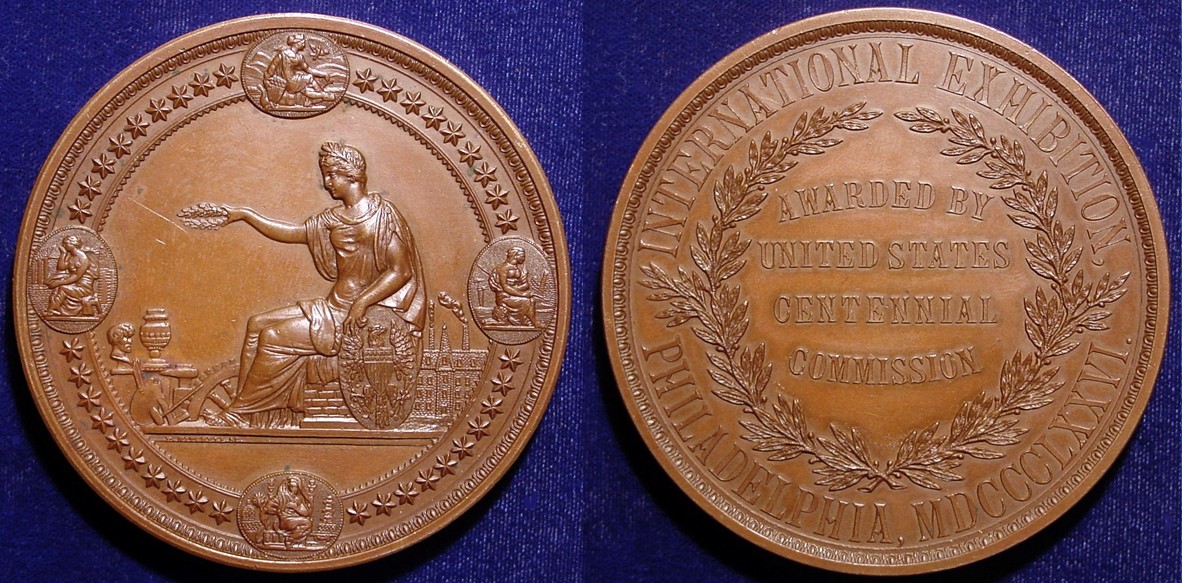 INTERNATIONAL EXHIBITION,
PHILADELPHIA, MDCCCLXXVI.
AWARDED BY
UNITED STATES
CENTENNIAL
COMMISSION